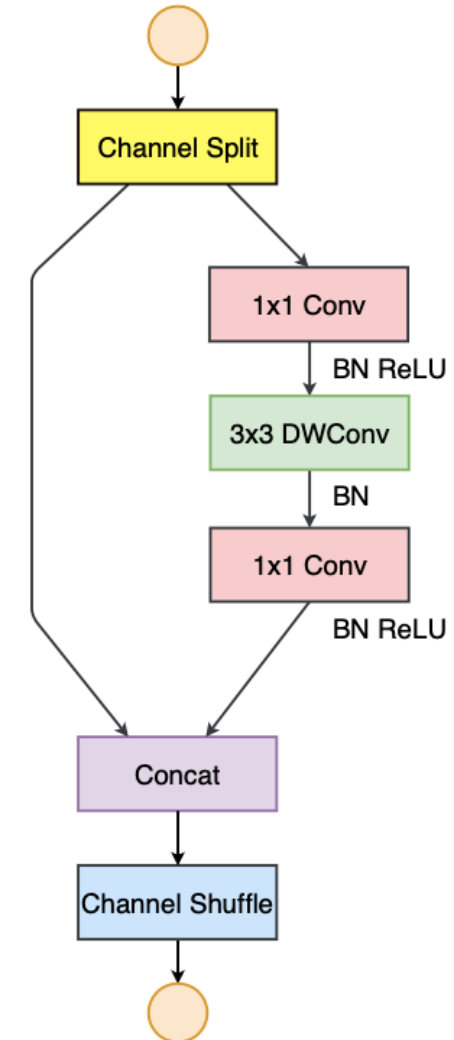 Channel Split
1x1 Conv
BN ReLU
3x3 DWConv
BN
1x1 Conv
BN ReLU
Concat
Channel Shuffle